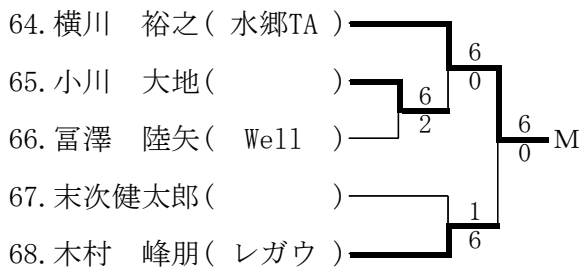 64. 横川　裕之( 水郷TA )
6
0
65. 小川　大地(　　　　)
6
2
6
0
M
66. 冨澤　陸矢(　Well　)
67. 末次健太郎(　　　　)
1
6
68. 木村　峰朋( レガウ )